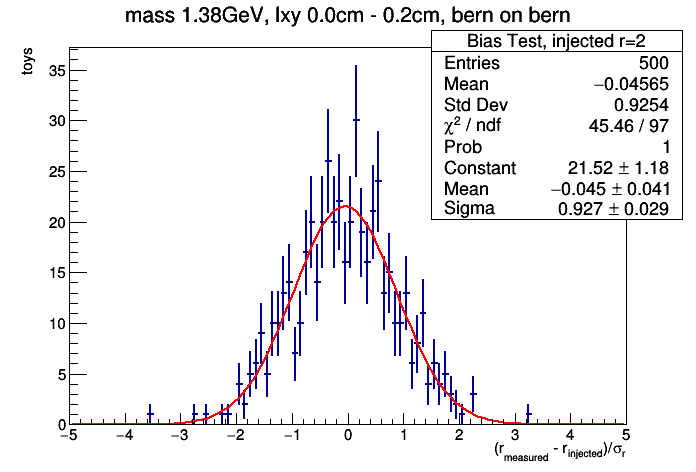 mass 1.38GeV, lxy 0.0cm - 0.2cm, bern on bern
Bias Test, injected r=2
Entries 500
Mean −0.04565
Std Dev 0.9254
χ² / ndf 45.46 / 97
Prob 1
Constant 21.52 ± 1.18
Mean −0.045 ± 0.041
Sigma 0.927 ± 0.029
toys
35
30
25
20
15
10
5
0
−5 −4 −3 −2 −1 0 1 2 3 4 5
(r_measured - r_injected)/σ_r